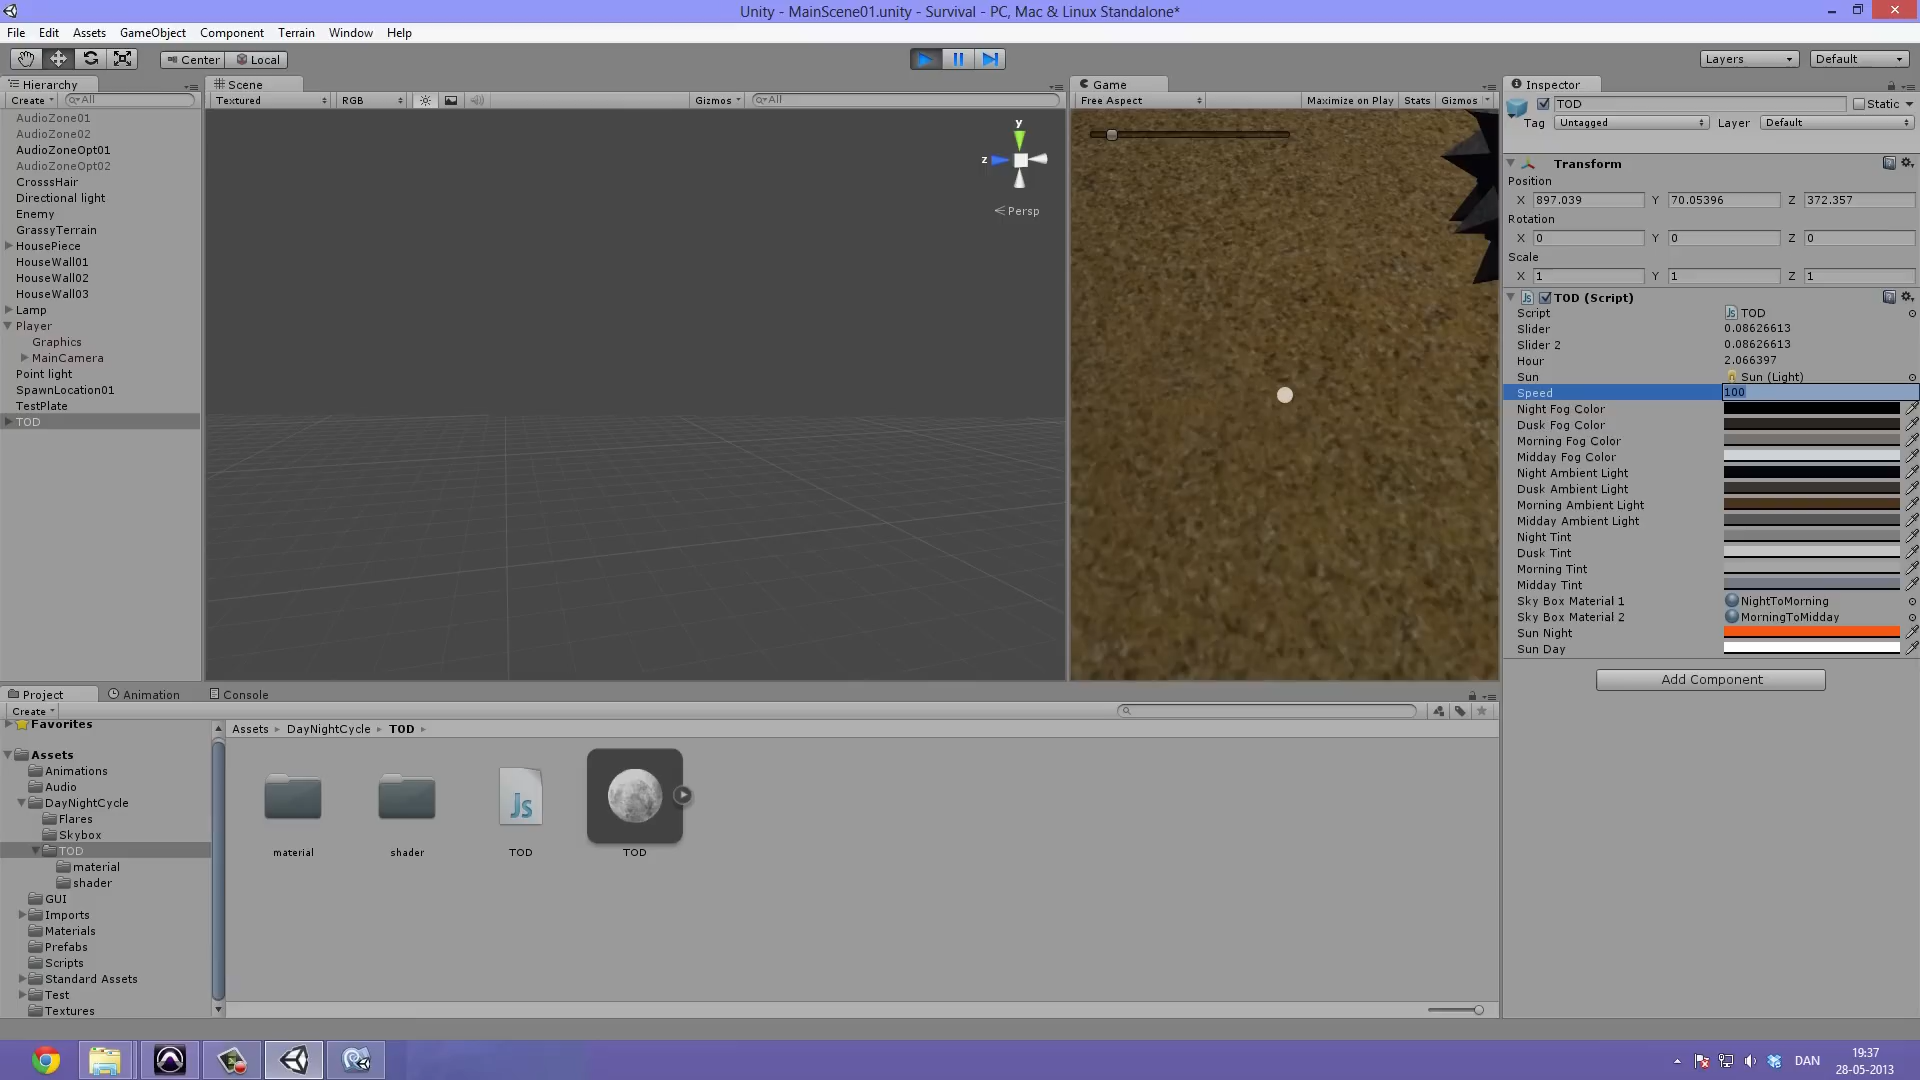 Unity - MainScene01.unity - Survival - PC, Mac & Linux Standalone*
File Edit Assets GameObject Component Terrain Window Help
Center Local Layers Default
Hierarchy
Create All
AudioZone01
AudioZone02
AudioZoneOpt01
AudioZoneOpt02
CrosssHair
Directional light
Enemy
GrassyTerrain
HousePiece
HouseWall01
HouseWall02
HouseWall03
Lamp
Player
Graphics
MainCamera
Point light
SpawnLocation01
TestPlate
TOD
Scene
Textured RGB Gizmos All
y
z
Persp
Game
Free Aspect Maximize on Play Stats Gizmos
Inspector
TOD Static
Tag Untagged Layer Default
Transform
Position
X 897.039 Y 70.05396 Z 372.357
Rotation
X 0 Y 0 Z 0
Scale
X 1 Y 1 Z 1
TOD (Script)
Script TOD
Slider 0.08626613
Slider 2 0.08626613
Hour 2.066397
Sun Sun (Light)
Speed 100
Night Fog Color
Dusk Fog Color
Morning Fog Color
Midday Fog Color
Night Ambient Light
Dusk Ambient Light
Morning Ambient Light
Midday Ambient Light
Night Tint
Dusk Tint
Morning Tint
Midday Tint
Sky Box Material 1 NightToMorning
Sky Box Material 2 MorningToMidday
Sun Night
Sun Day
Add Component
Project Animation Console
Create
Favorites
Assets
Animations
Audio
DayNightCycle
Flares
Skybox
TOD
material
shader
GUI
Imports
Materials
Prefabs
Scripts
Standard Assets
Test
Textures
Assets DayNightCycle TOD
Js
material shader TOD TOD
DAN
19:37
28-05-2013